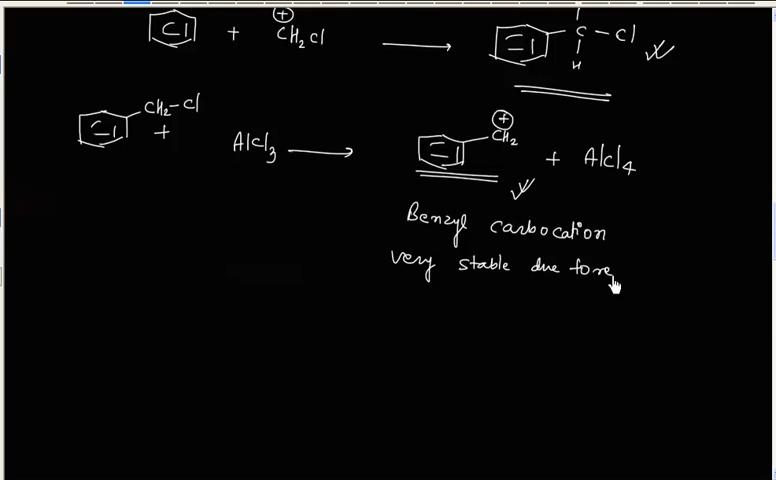 + CH2Cl ⟶ C - Cl
H
CH2-Cl
+ AlCl3 ⟶ CH2 + AlCl4
Benzyl carbocation
very stable due to re